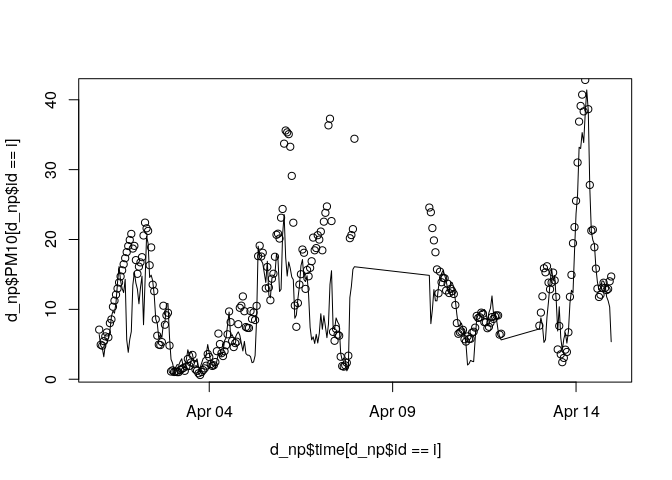 40
30
20
10
0
d_np$PM10[d_np$id == i]
Apr 04
Apr 09
Apr 14
d_np$time[d_np$id == i]